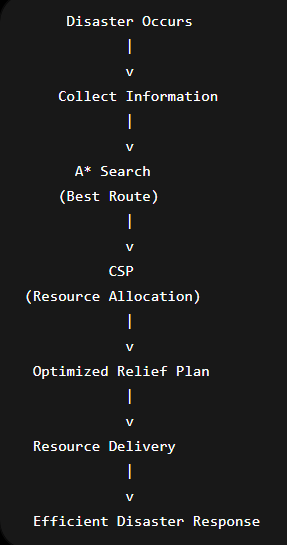 Disaster Occurs
|
v
Collect Information
|
v
A* Search
(Best Route)
|
v
CSP
(Resource Allocation)
|
v
Optimized Relief Plan
|
v
Resource Delivery
|
v
Efficient Disaster Response